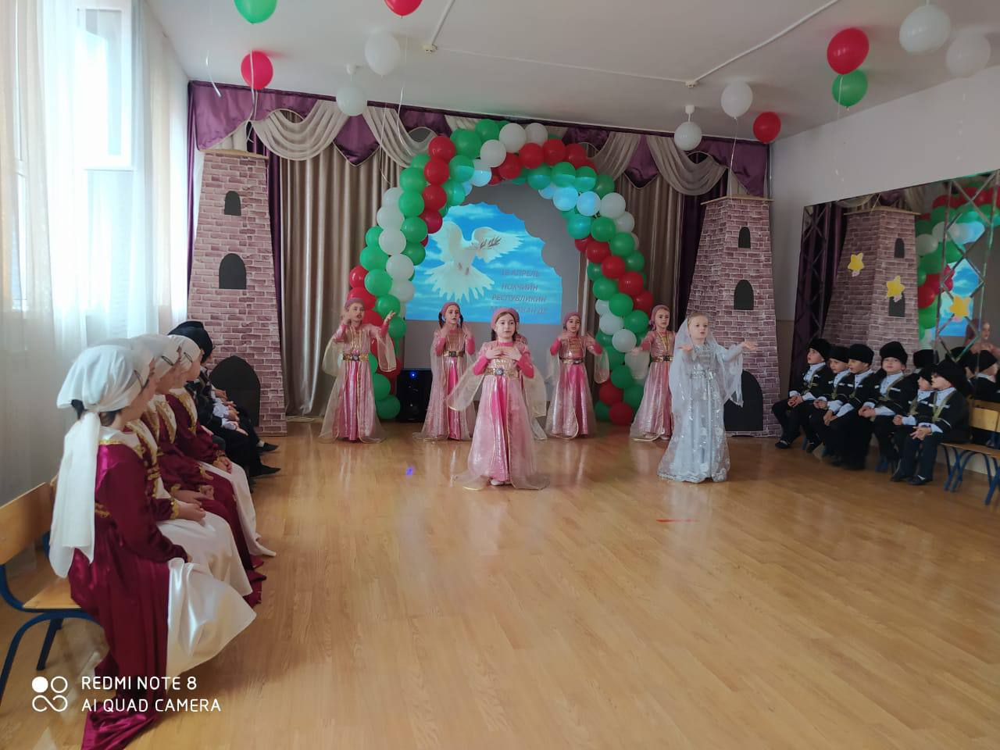 16 АПРЕЛЬ
НОХЧИЙН
РЕСПУБЛИКИН
REDMI NOTE 8
AI QUAD CAMERA